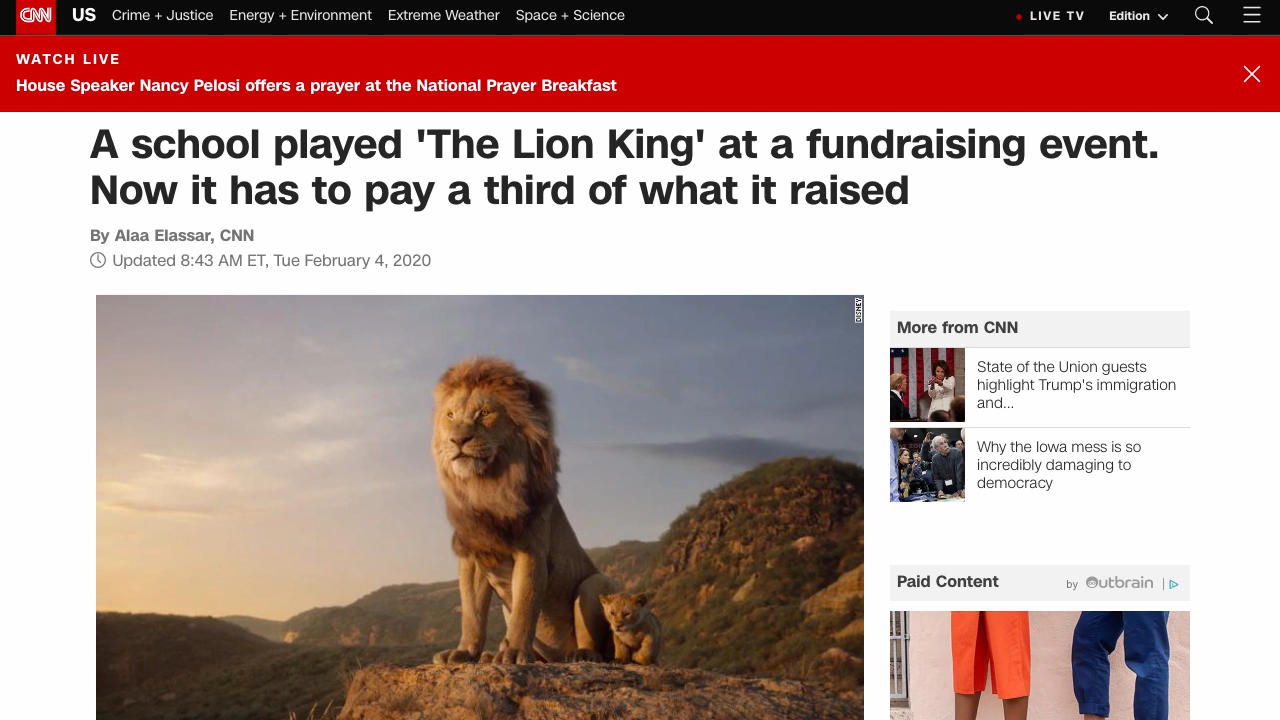 CNN US Crime + Justice Energy + Environment Extreme Weather Space + Science LIVE TV Edition
WATCH LIVE
House Speaker Nancy Pelosi offers a prayer at the National Prayer Breakfast
A school played 'The Lion King' at a fundraising event.
Now it has to pay a third of what it raised
By Alaa Elassar, CNN
Updated 8:43 AM ET, Tue February 4, 2020
DISNEY
More from CNN
State of the Union guests
highlight Trump's immigration
and...
Why the Iowa mess is so
incredibly damaging to
democracy
Paid Content by Outbrain